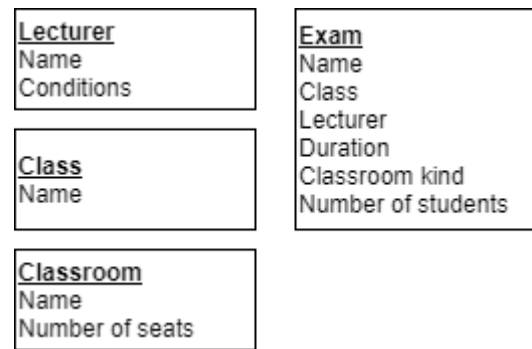 Lecturer
Name
Conditions
Class
Name
Classroom
Name
Number of seats
Exam
Name
Class
Lecturer
Duration
Classroom kind
Number of students